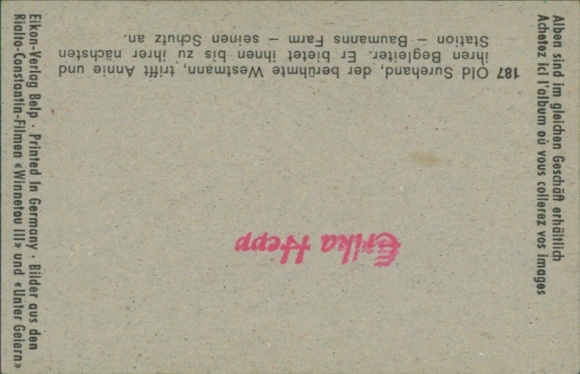 187 Old Surehand, der berühmte Westmann, trifft Annie und
ihren Begleiter. Er bietet ihnen bis zu ihrer nächsten
Station – Baumanns Farm – seinen Schutz an.
Erika Hepp
Alben sind im gleichen Geschäft erhältlich
Achetez ici l'album où vous collerez vos images
Eikon-Verlag Belp · Printed in Germany · Bilder aus den
Rialto-Constantin-Filmen «Winnetou III» und «Unter Geiern»